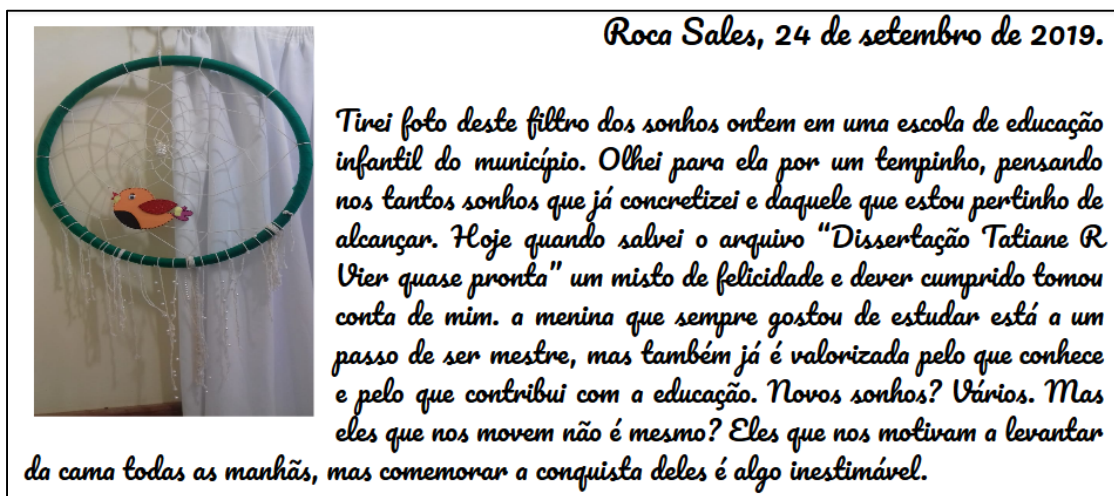 Roca Sales, 24 de setembro de 2019.
Tirei foto deste filtro dos sonhos ontem em uma escola de educação
infantil do município. Olhei para ela por um tempinho, pensando
nos tantos sonhos que já concretizei e daquele que estou pertinho de
alcançar. Hoje quando salvei o arquivo “Dissertação Tatiane R
Vier quase pronta” um misto de felicidade e dever cumprido tomou
conta de mim. a menina que sempre gostou de estudar está a um
passo de ser mestre, mas também já é valorizada pelo que conhece
e pelo que contribui com a educação. Novos sonhos? Vários. Mas
eles que nos movem não é mesmo? Eles que nos motivam a levantar
da cama todas as manhãs, mas comemorar a conquista deles é algo inestimável.